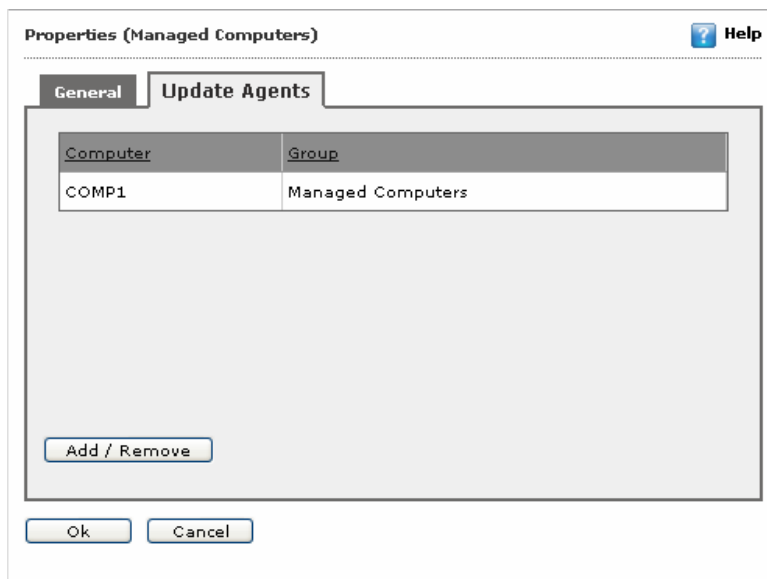 Properties (Managed Computers) Help
General Update Agents
Computer Group
COMP1 Managed Computers
Add / Remove
Ok Cancel